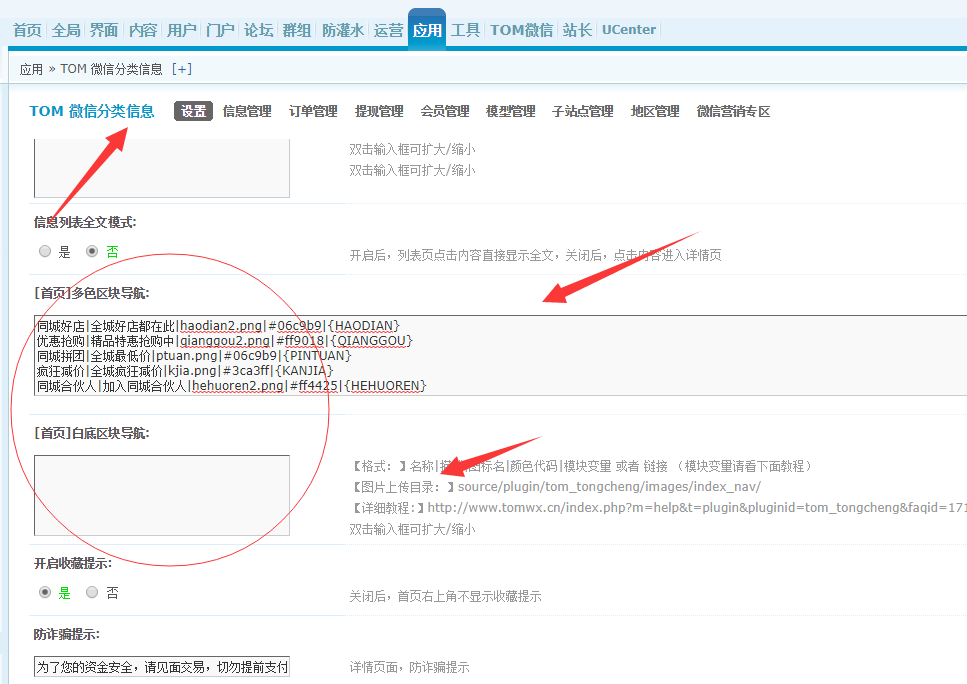 首页 全局 界面 内容 用户 门户 论坛 群组 防灌水 运营 应用 工具 TOM微信 站长 UCenter
应用 » TOM 微信分类信息 [+]
TOM 微信分类信息 设置 信息管理 订单管理 提现管理 会员管理 模型管理 子站点管理 地区管理 微信营销专区
双击输入框可扩大/缩小
双击输入框可扩大/缩小
信息列表全文模式:
是 否 开启后，列表页点击内容直接显示全文，关闭后，点击内容进入详情页
[首页]多色区块导航:
同城好店|全城好店都在此|haodian2.png|#06c9b9|{HAODIAN}
优惠抢购|精品特惠抢购中|qianggou2.png|#ff9018|{QIANGGOU}
同城拼团|全城最低价|ptuan.png|#06c9b9|{PINTUAN}
疯狂减价|全城疯狂减价|kjia.png|#3ca3ff|{KANJIA}
同城合伙人|加入同城合伙人|hehuoren2.png|#ff4425|{HEHUOREN}
[首页]白底区块导航:
【格式：】名称|描述|图标名|颜色代码|模块变量 或者 链接 （模块变量请看下面教程）
【图片上传目录：】source/plugin/tom_tongcheng/images/index_nav/
【详细教程：】http://www.tomwx.cn/index.php?m=help&t=plugin&pluginid=tom_tongcheng&faqid=171
双击输入框可扩大/缩小
开启收藏提示:
是 否 关闭后，首页右上角不显示收藏提示
防诈骗提示:
为了您的资金安全，请见面交易，切勿提前支付 详情页面，防诈骗提示